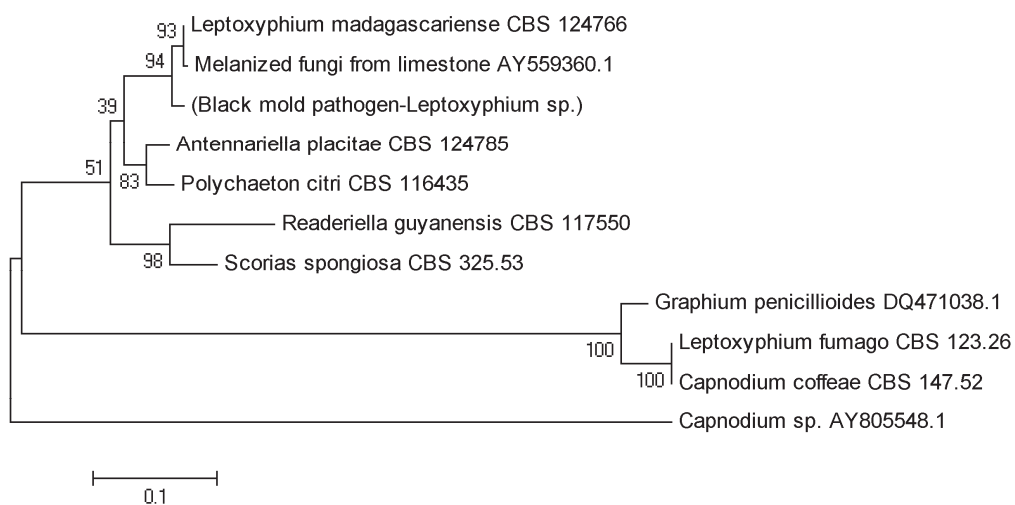 93 Leptoxyphium madagascariense CBS 124766
94 Melanized fungi from limestone AY559360.1
39 (Black mold pathogen-Leptoxyphium sp.)
Antennariella placitae CBS 124785
51 83 Polychaeton citri CBS 116435
Readeriella guyanensis CBS 117550
98 Scorias spongiosa CBS 325.53
Graphium penicillioides DQ471038.1
100 Leptoxyphium fumago CBS 123.26
100 Capnodium coffeae CBS 147.52
Capnodium sp. AY805548.1
0.1